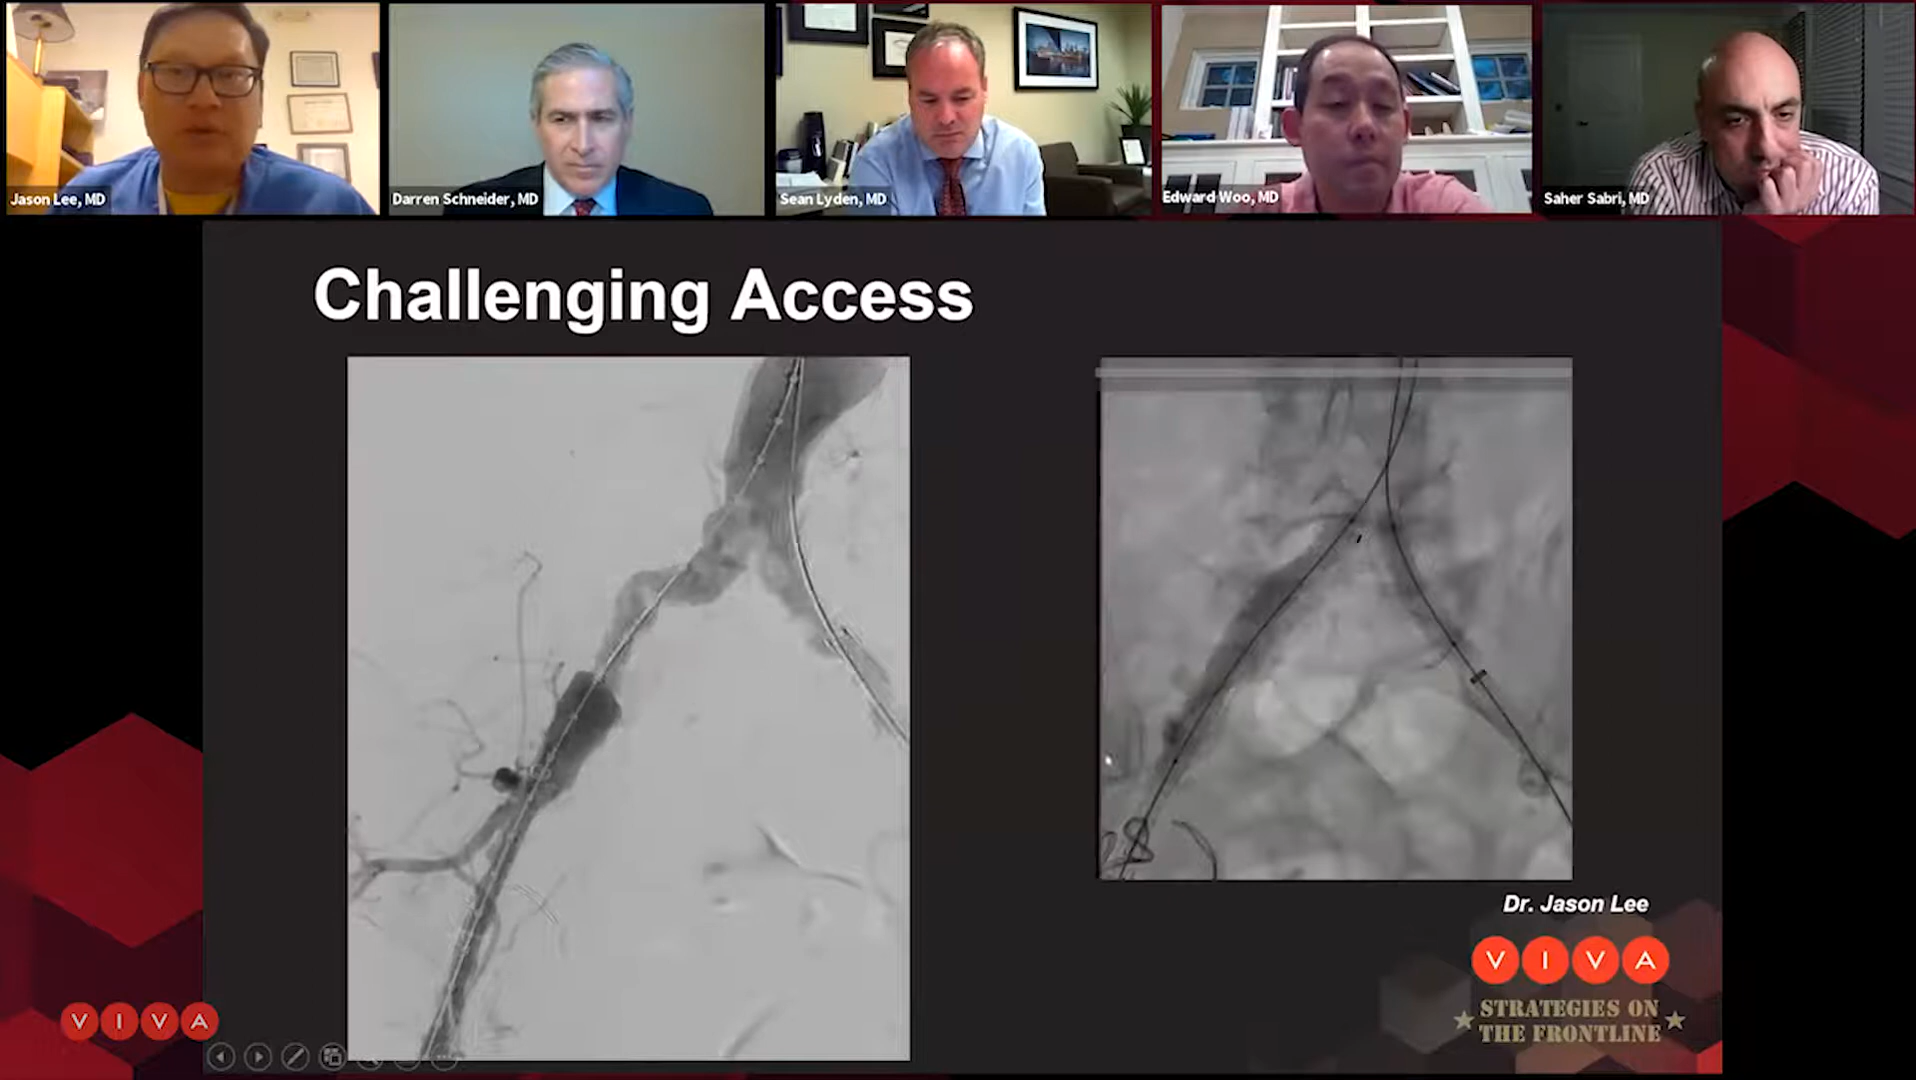 Jason Lee, MD
Darren Schneider, MD
Sean Lyden, MD
Edward Woo, MD
Saher Sabri, MD
Challenging Access
Dr. Jason Lee
VIVA
STRATEGIES ON
THE FRONTLINE
VIVA